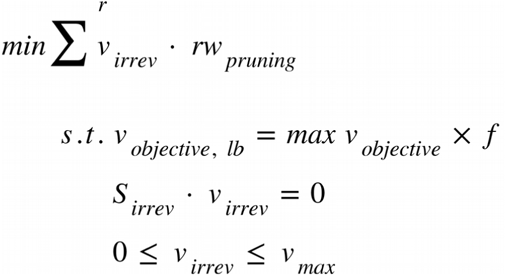 min ∑ʳ v_irrev · rw_pruning
s.t. v_objective, lb = max v_objective × f
S_irrev · v_irrev = 0
0 ≤ v_irrev ≤ v_max